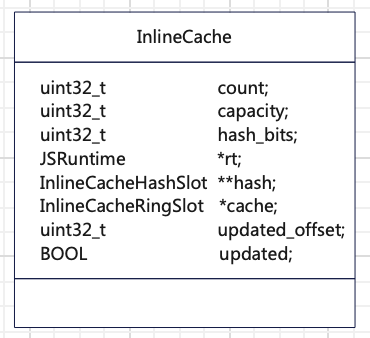 InlineCache
uint32_t count;
uint32_t capacity;
uint32_t hash_bits;
JSRuntime *rt;
InlineCacheHashSlot **hash;
InlineCacheRingSlot *cache;
uint32_t updated_offset;
BOOL updated;